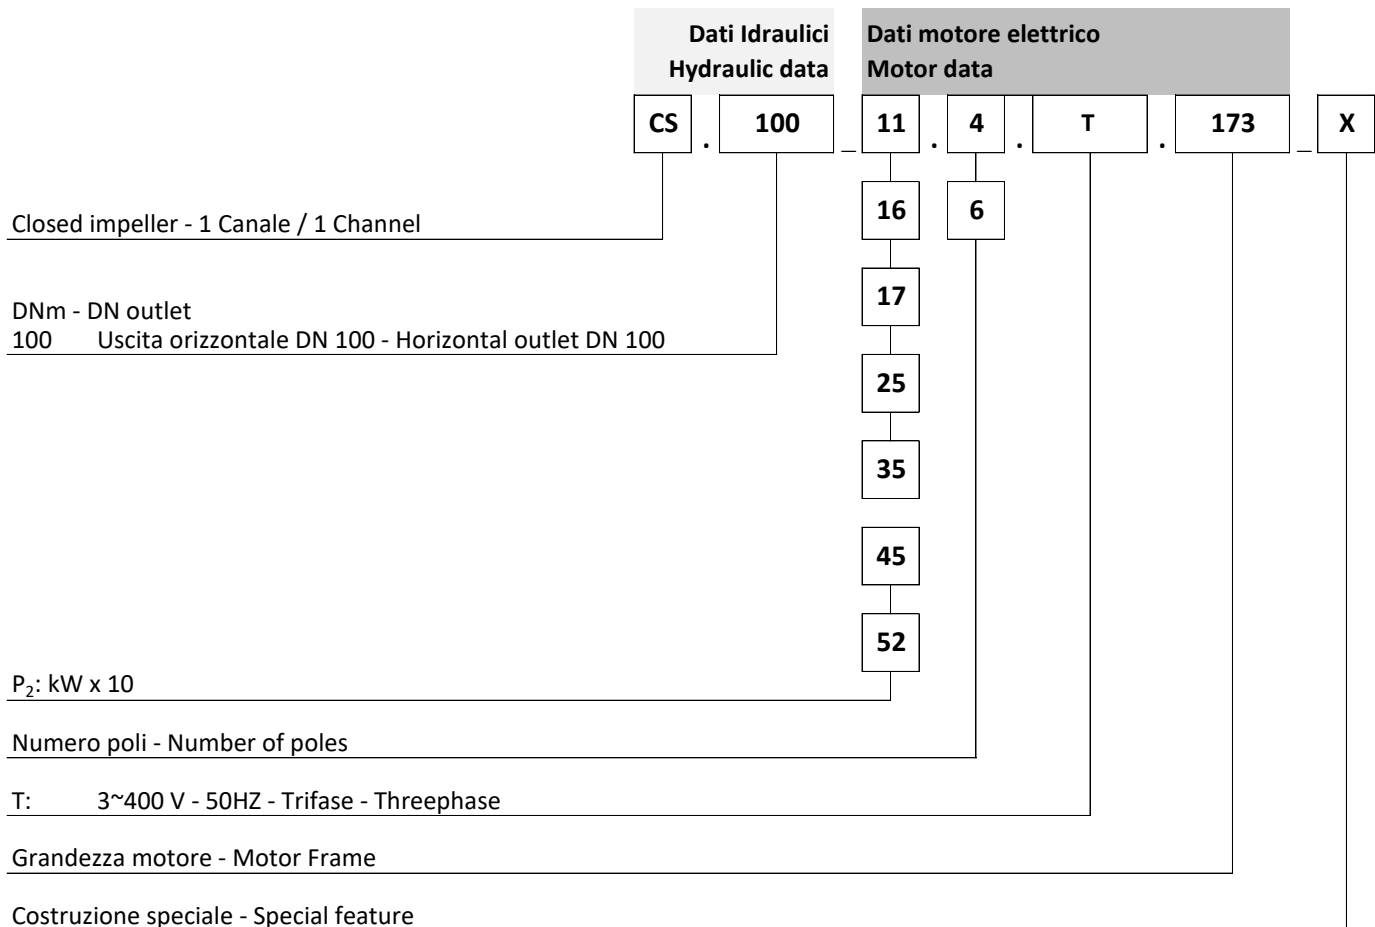 Dati Idraulici
Hydraulic data
Dati motore elettrico
Motor data
CS . 100 _ 11 . 4 . T . 173 _ X
16 6
Closed impeller - 1 Canale / 1 Channel
17
DNm - DN outlet
100 Uscita orizzontale DN 100 - Horizontal outlet DN 100
25
35
45
52
P₂: kW x 10
Numero poli - Number of poles
T: 3~400 V - 50HZ - Trifase - Threephase
Grandezza motore - Motor Frame
Costruzione speciale - Special feature